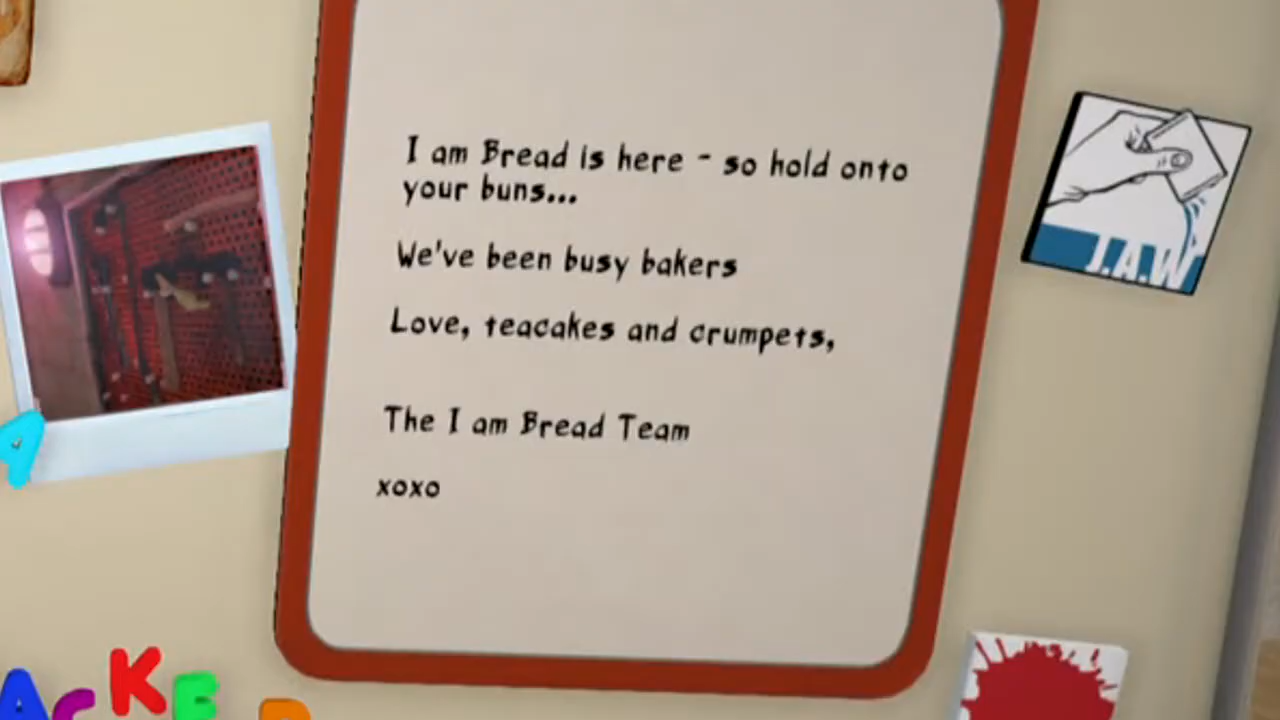 I am Bread is here - so hold onto
your buns...
We've been busy bakers
Love, teacakes and crumpets,
The I am Bread Team
xoxo
J.A.W
A
ACKE